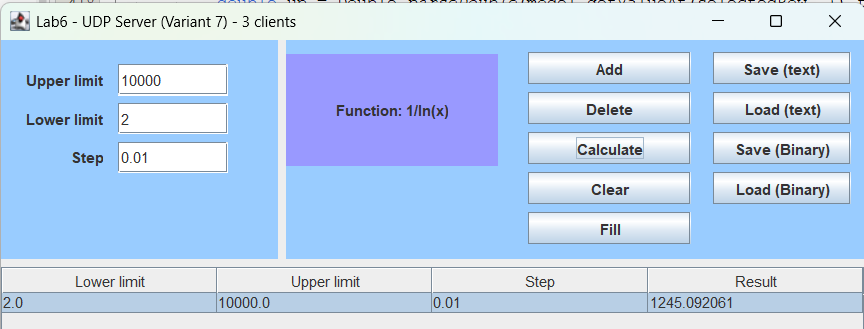 Lab6 - UDP Server (Variant 7) - 3 clients
Upper limit 10000
Lower limit 2
Step 0.01
Function: 1/ln(x)
Add
Delete
Calculate
Clear
Fill
Save (text)
Load (text)
Save (Binary)
Load (Binary)
Lower limit Upper limit Step Result
2.0 10000.0 0.01 1245.092061